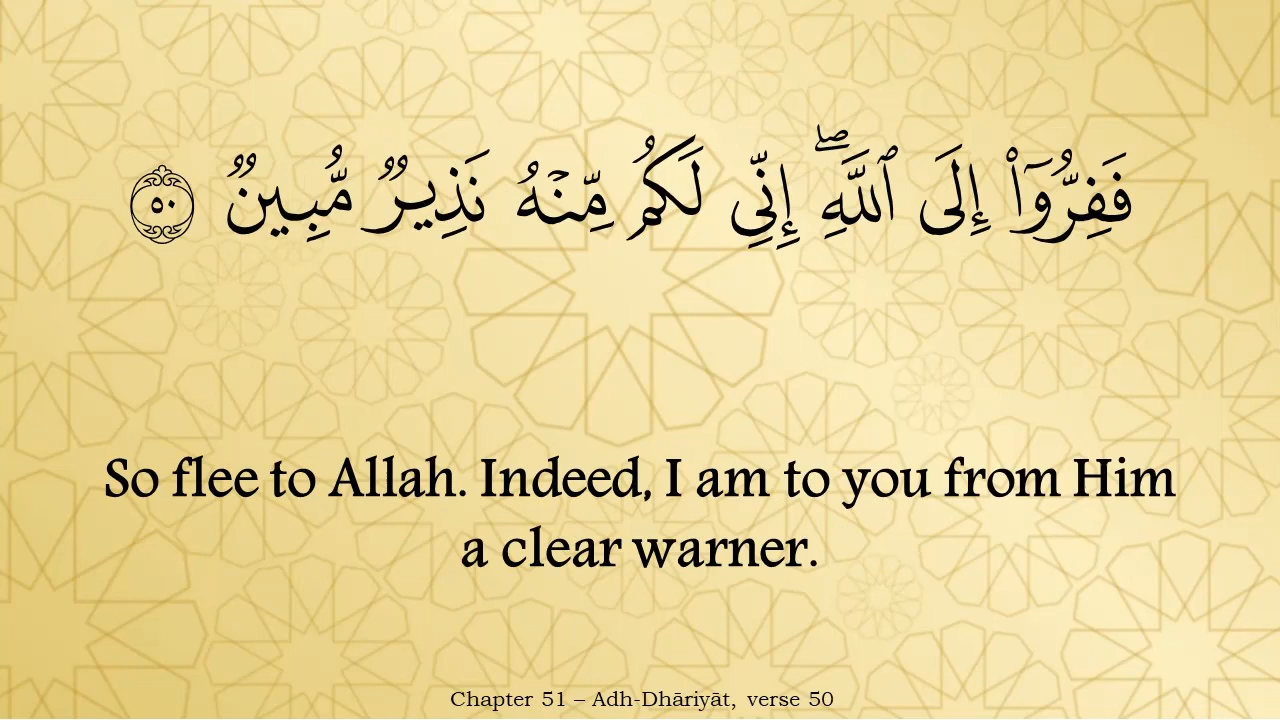 فَفِرُّوٓا۟ إِلَى ٱللَّهِ ۖ إِنِّى لَكُم مِّنْهُ نَذِيرٌ مُّبِينٌ ٥٠
So flee to Allah. Indeed, I am to you from Him
a clear warner.
Chapter 51 – Adh-Dhāriyāt, verse 50